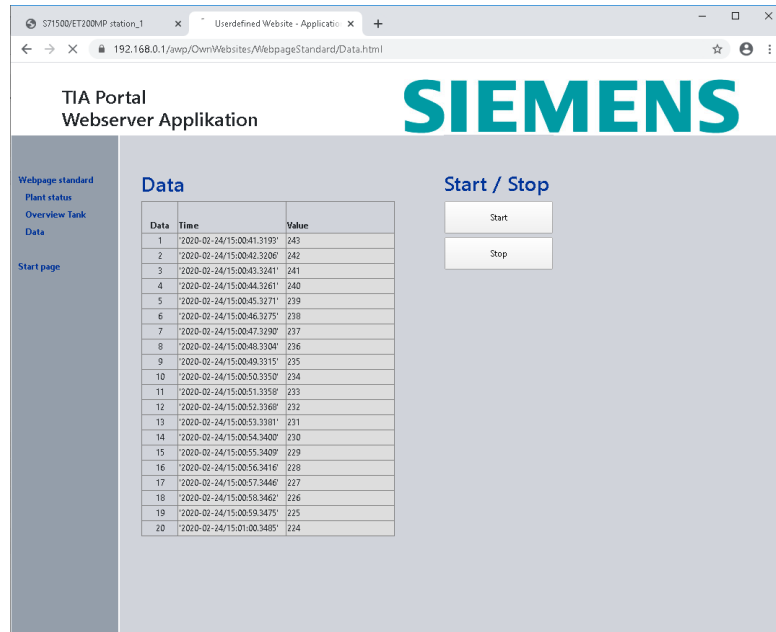 S71500/ET200MP station_1
Userdefined Website - Applicatio
192.168.0.1/awp/OwnWebsites/WebpageStandard/Data.html
TIA Portal
Webserver Applikation
SIEMENS
Webpage standard
Plant status
Overview Tank
Data
Start page
Data
Data Time Value
1 '2020-02-24/15:00:41.3193' 243
2 '2020-02-24/15:00:42.3206' 242
3 '2020-02-24/15:00:43.3241' 241
4 '2020-02-24/15:00:44.3261' 240
5 '2020-02-24/15:00:45.3271' 239
6 '2020-02-24/15:00:46.3275' 238
7 '2020-02-24/15:00:47.3290' 237
8 '2020-02-24/15:00:48.3304' 236
9 '2020-02-24/15:00:49.3315' 235
10 '2020-02-24/15:00:50.3350' 234
11 '2020-02-24/15:00:51.3358' 233
12 '2020-02-24/15:00:52.3368' 232
13 '2020-02-24/15:00:53.3381' 231
14 '2020-02-24/15:00:54.3400' 230
15 '2020-02-24/15:00:55.3409' 229
16 '2020-02-24/15:00:56.3416' 228
17 '2020-02-24/15:00:57.3446' 227
18 '2020-02-24/15:00:58.3462' 226
19 '2020-02-24/15:00:59.3475' 225
20 '2020-02-24/15:01:00.3485' 224
Start / Stop
Start
Stop